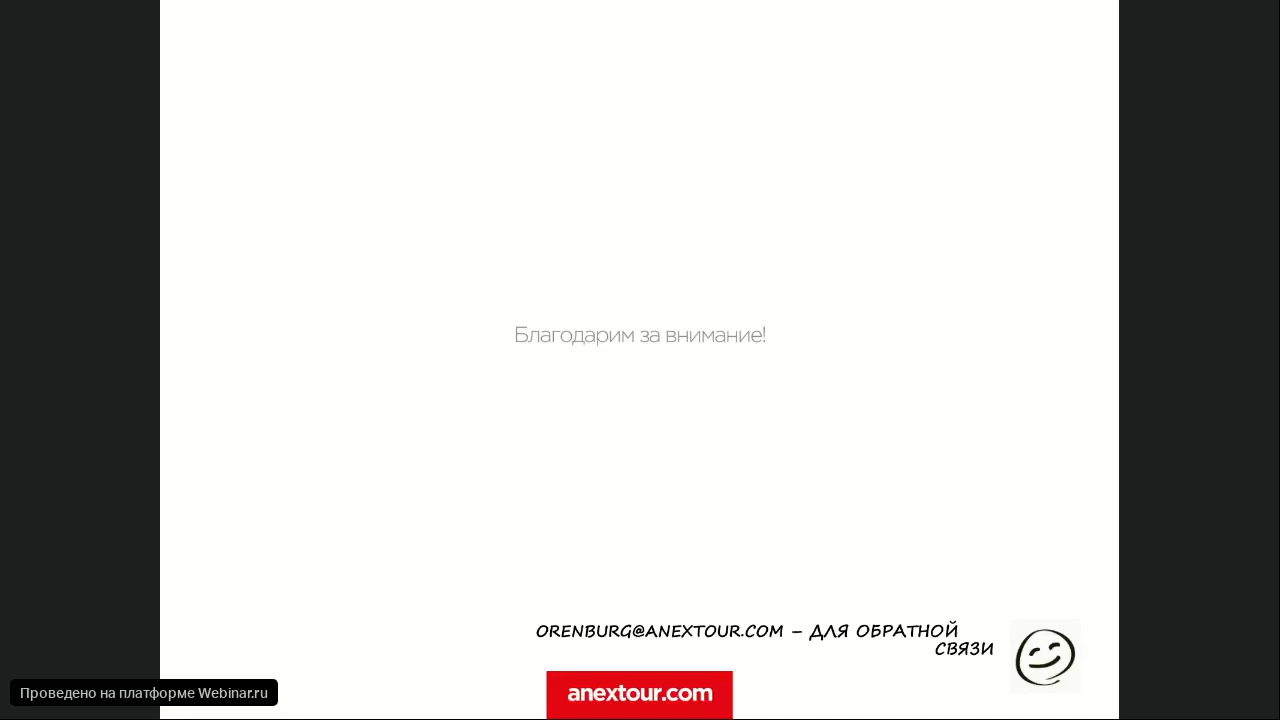 Благодарим за внимание!
ORENBURG@ANEXTOUR.COM – ДЛЯ ОБРАТНОЙ
СВЯЗИ
anextour.com
Проведено на платформе Webinar.ru